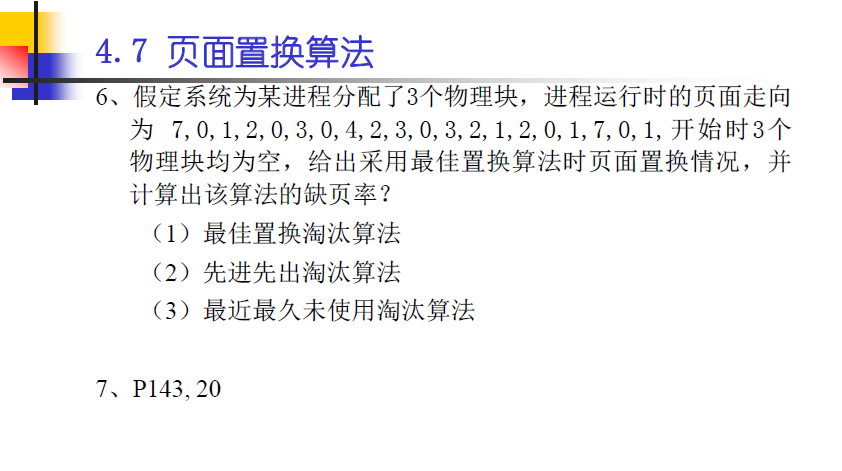 4.7 页面置换算法
6、假定系统为某进程分配了3个物理块，进程运行时的页面走向
为 7,0,1,2,0,3,0,4,2,3,0,3,2,1,2,0,1,7,0,1,开始时3个
物理块均为空，给出采用最佳置换算法时页面置换情况，并
计算出该算法的缺页率？
（1）最佳置换淘汰算法
（2）先进先出淘汰算法
（3）最近最久未使用淘汰算法
7、P143, 20